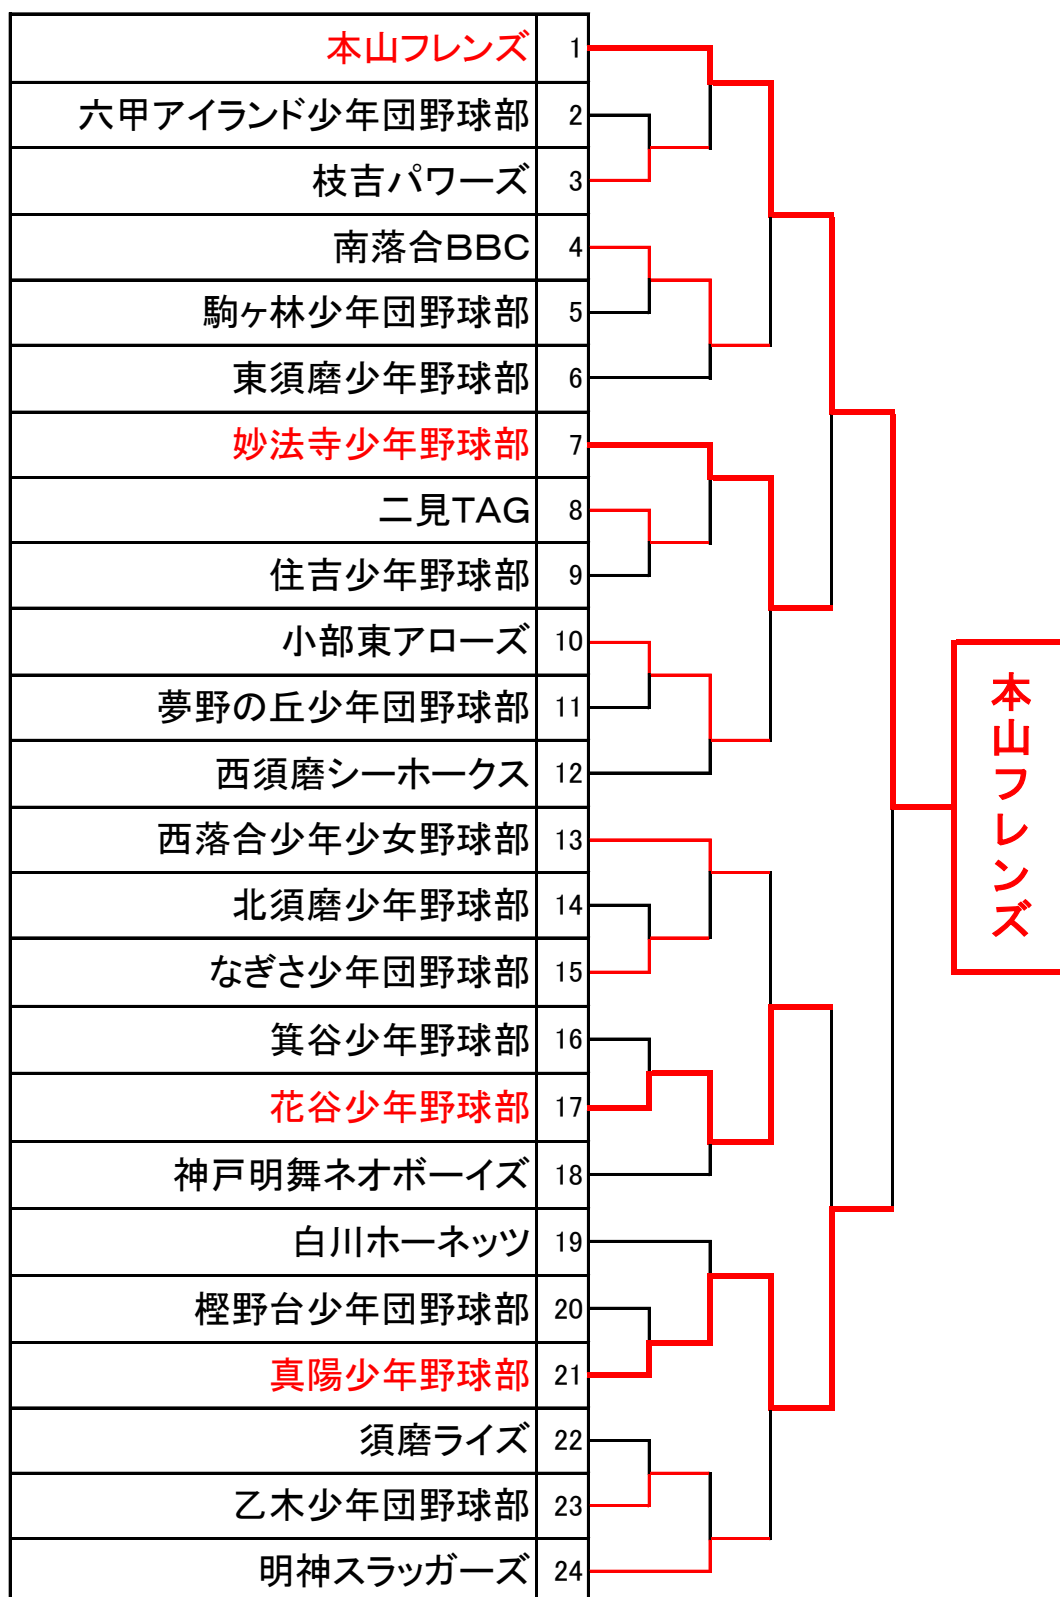 本山フレンズ 1
六甲アイランド少年団野球部 2
枝吉パワーズ 3
南落合BBC 4
駒ヶ林少年団野球部 5
東須磨少年野球部 6
妙法寺少年野球部 7
二見TAG 8
住吉少年野球部 9
小部東アローズ 10
夢野の丘少年団野球部 11
西須磨シーホークス 12
西落合少年少女野球部 13
北須磨少年野球部 14
なぎさ少年団野球部 15
箕谷少年野球部 16
花谷少年野球部 17
神戸明舞ネオボーイズ 18
白川ホーネッツ 19
樫野台少年団野球部 20
真陽少年野球部 21
須磨ライズ 22
乙木少年団野球部 23
明神スラッガーズ 24
本山フレンズ